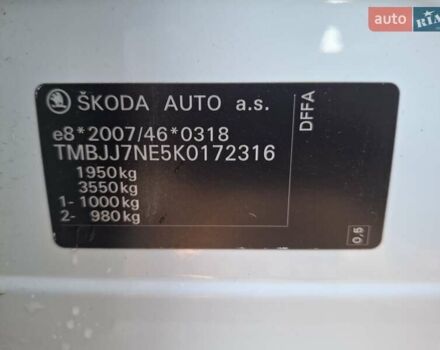 auto RIA
ŠKODA AUTO a.s.
e8*2007/46*0318
TMBJJ7NE5K0172316
1950kg
3550kg
1- 1000kg
2- 980kg
DFFA
0,5